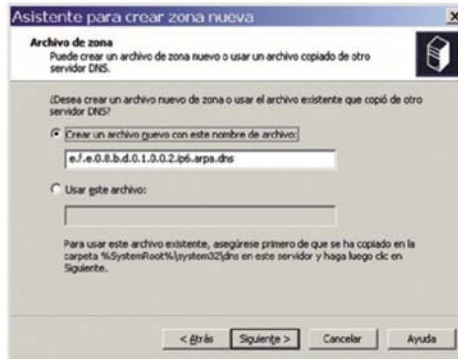 Asistente para crear zona nueva
Archivo de zona
Puede crear un archivo de zona nuevo o usar un archivo copiado de otro
servidor DNS.
¿Desea crear un archivo nuevo de zona o usar el archivo existente que copió de otro
servidor DNS?
Crear un archivo nuevo con este nombre de archivo:
e.f.e.0.8.b.d.0.1.0.0.2.ip6.arpa.dns
Usar este archivo:
Para usar este archivo existente, asegúrese primero de que se ha copiado en la
carpeta %SystemRoot%\system32\dns en este servidor y haga luego clic en
Siguiente.
< Atrás Siguiente > Cancelar Ayuda